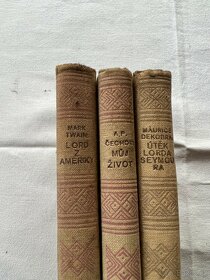 MARK
TWAIN:
LORD
Z
AMERIKY
A.P.
ČECHOV:
MŮJ
ŽIVOT
MAURICE
DEKOBRA
ÚTĚK
LORDA
SEYMOU
RA